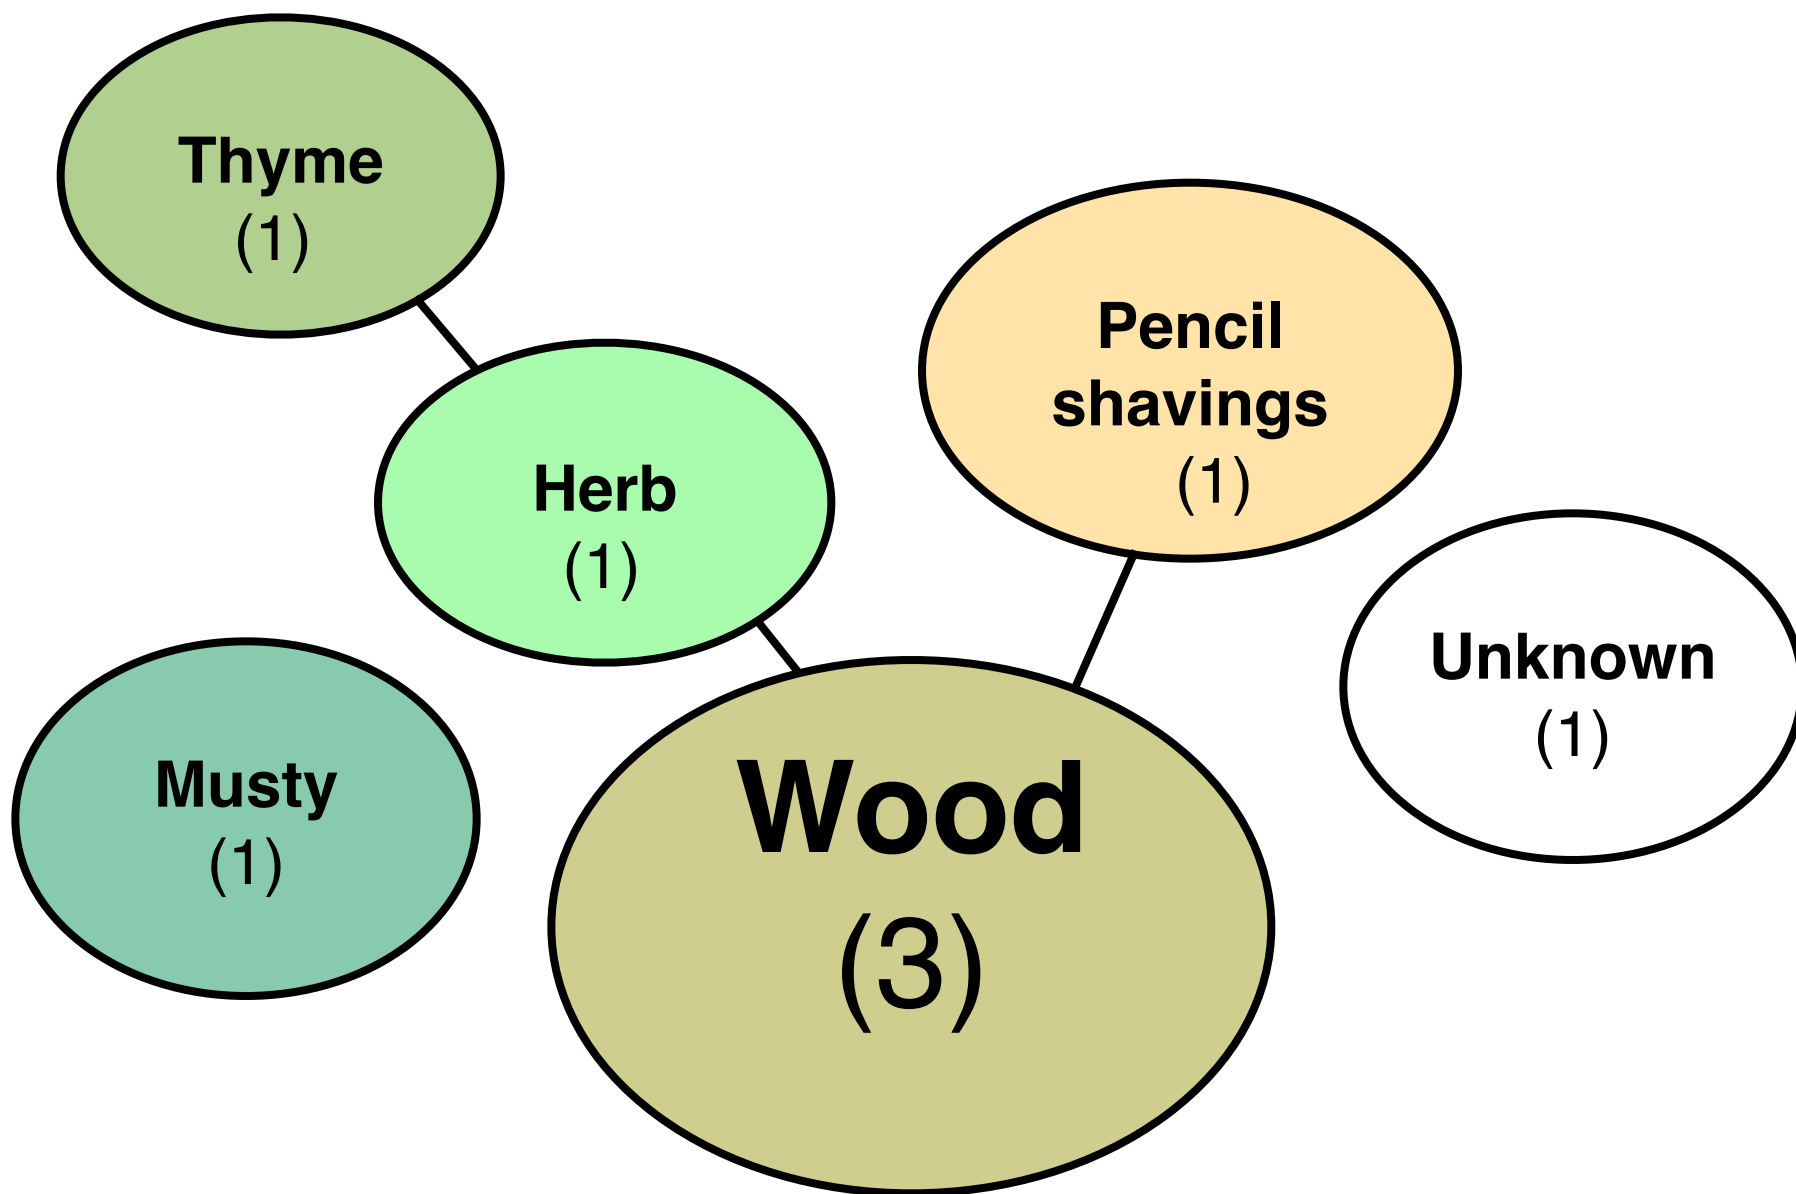 Thyme
(1)
Pencil
shavings
(1)
Herb
(1)
Unknown
(1)
Musty
(1)
Wood
(3)